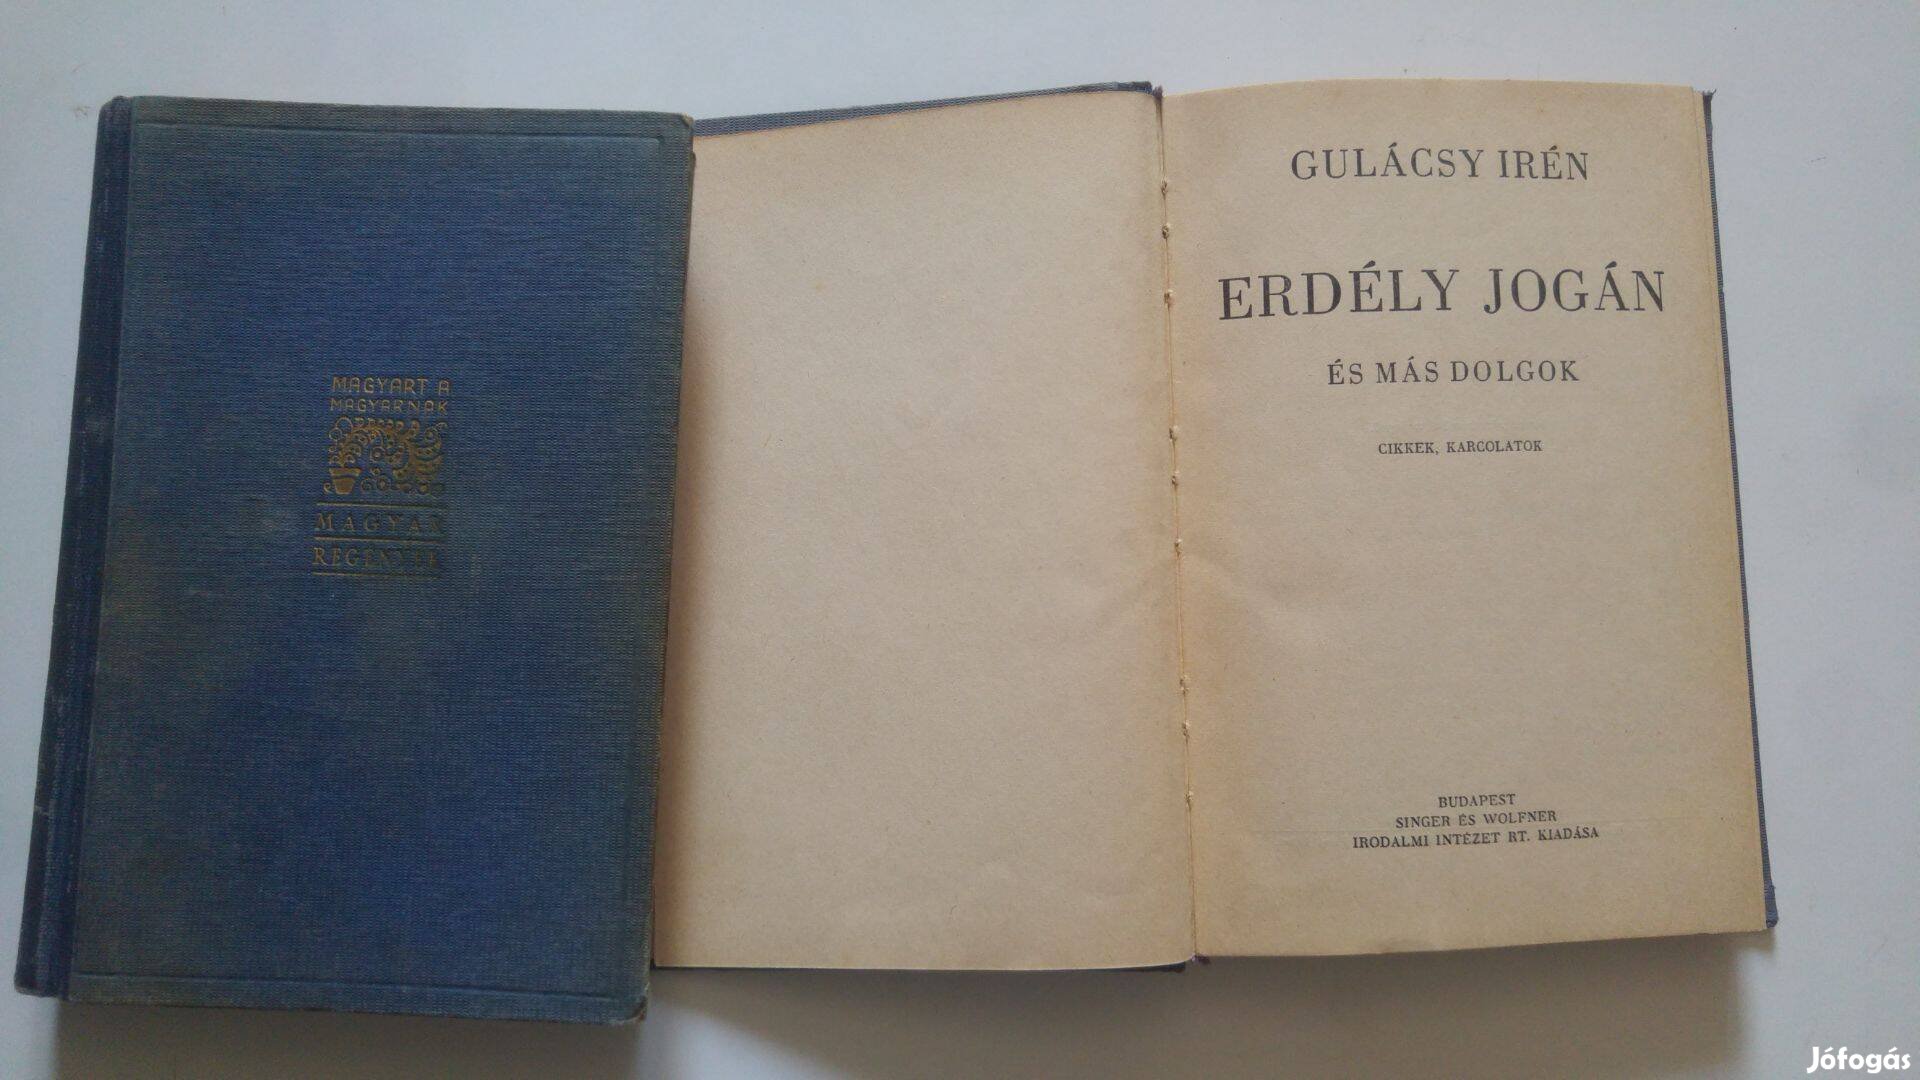 MAGYART A
MAGYARNAK
MAGYAR
REGÉNYEK
GULÁCSY IRÉN
ERDÉLY JOGÁN
ÉS MÁS DOLGOK
CIKKEK, KARCOLATOK
BUDAPEST
SINGER ÉS WOLFNER
IRODALMI INTÉZET RT. KIADÁSA
Jófogás